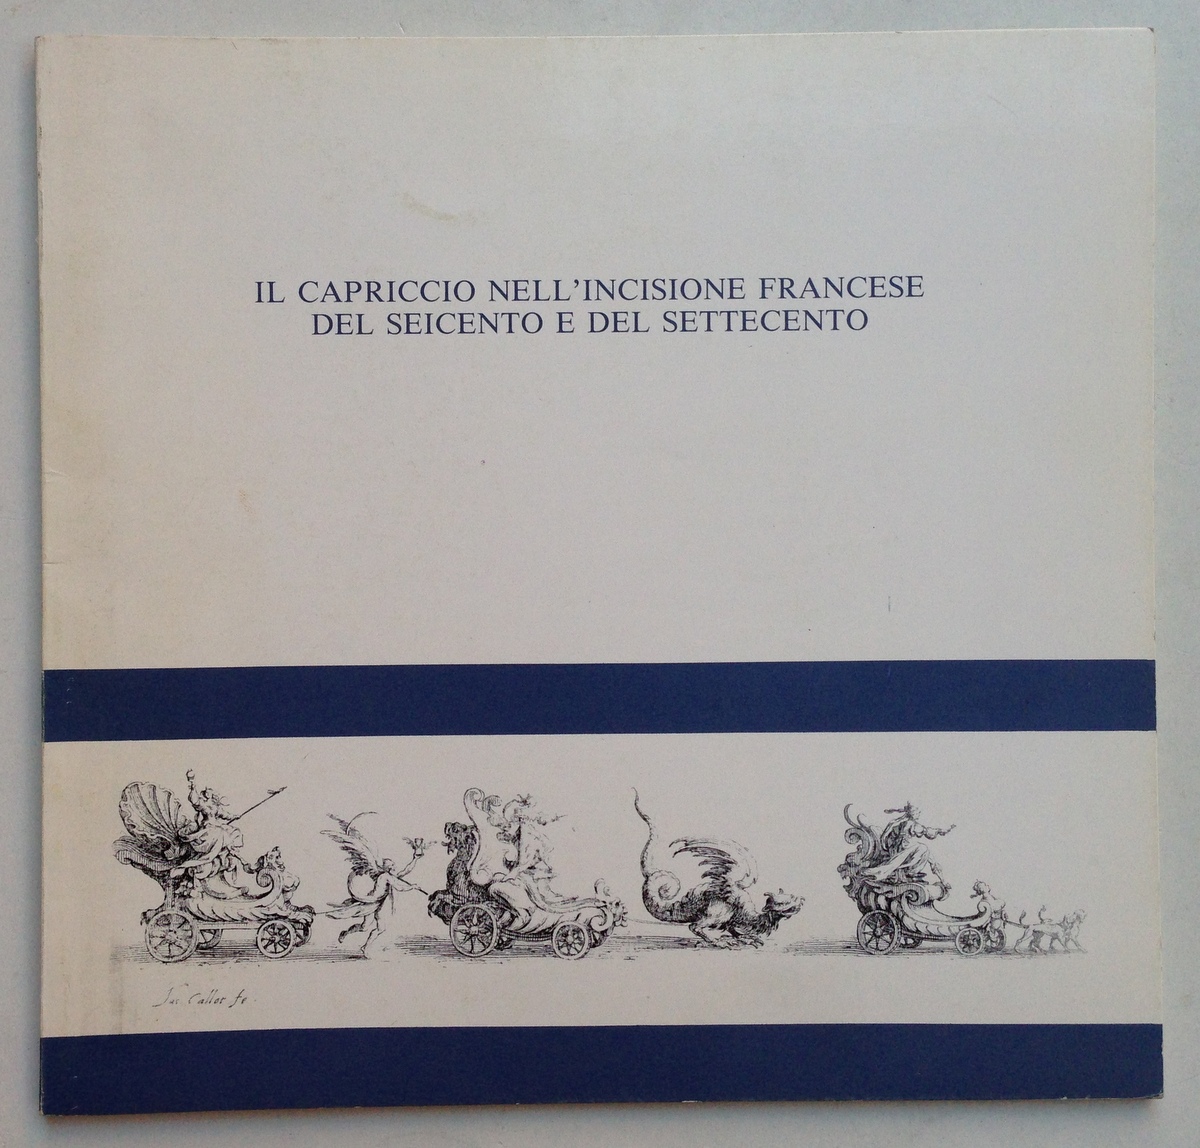 IL CAPRICCIO NELL'INCISIONE FRANCESE
DEL SEICENTO E DEL SETTECENTO
Jac. Callot fe.